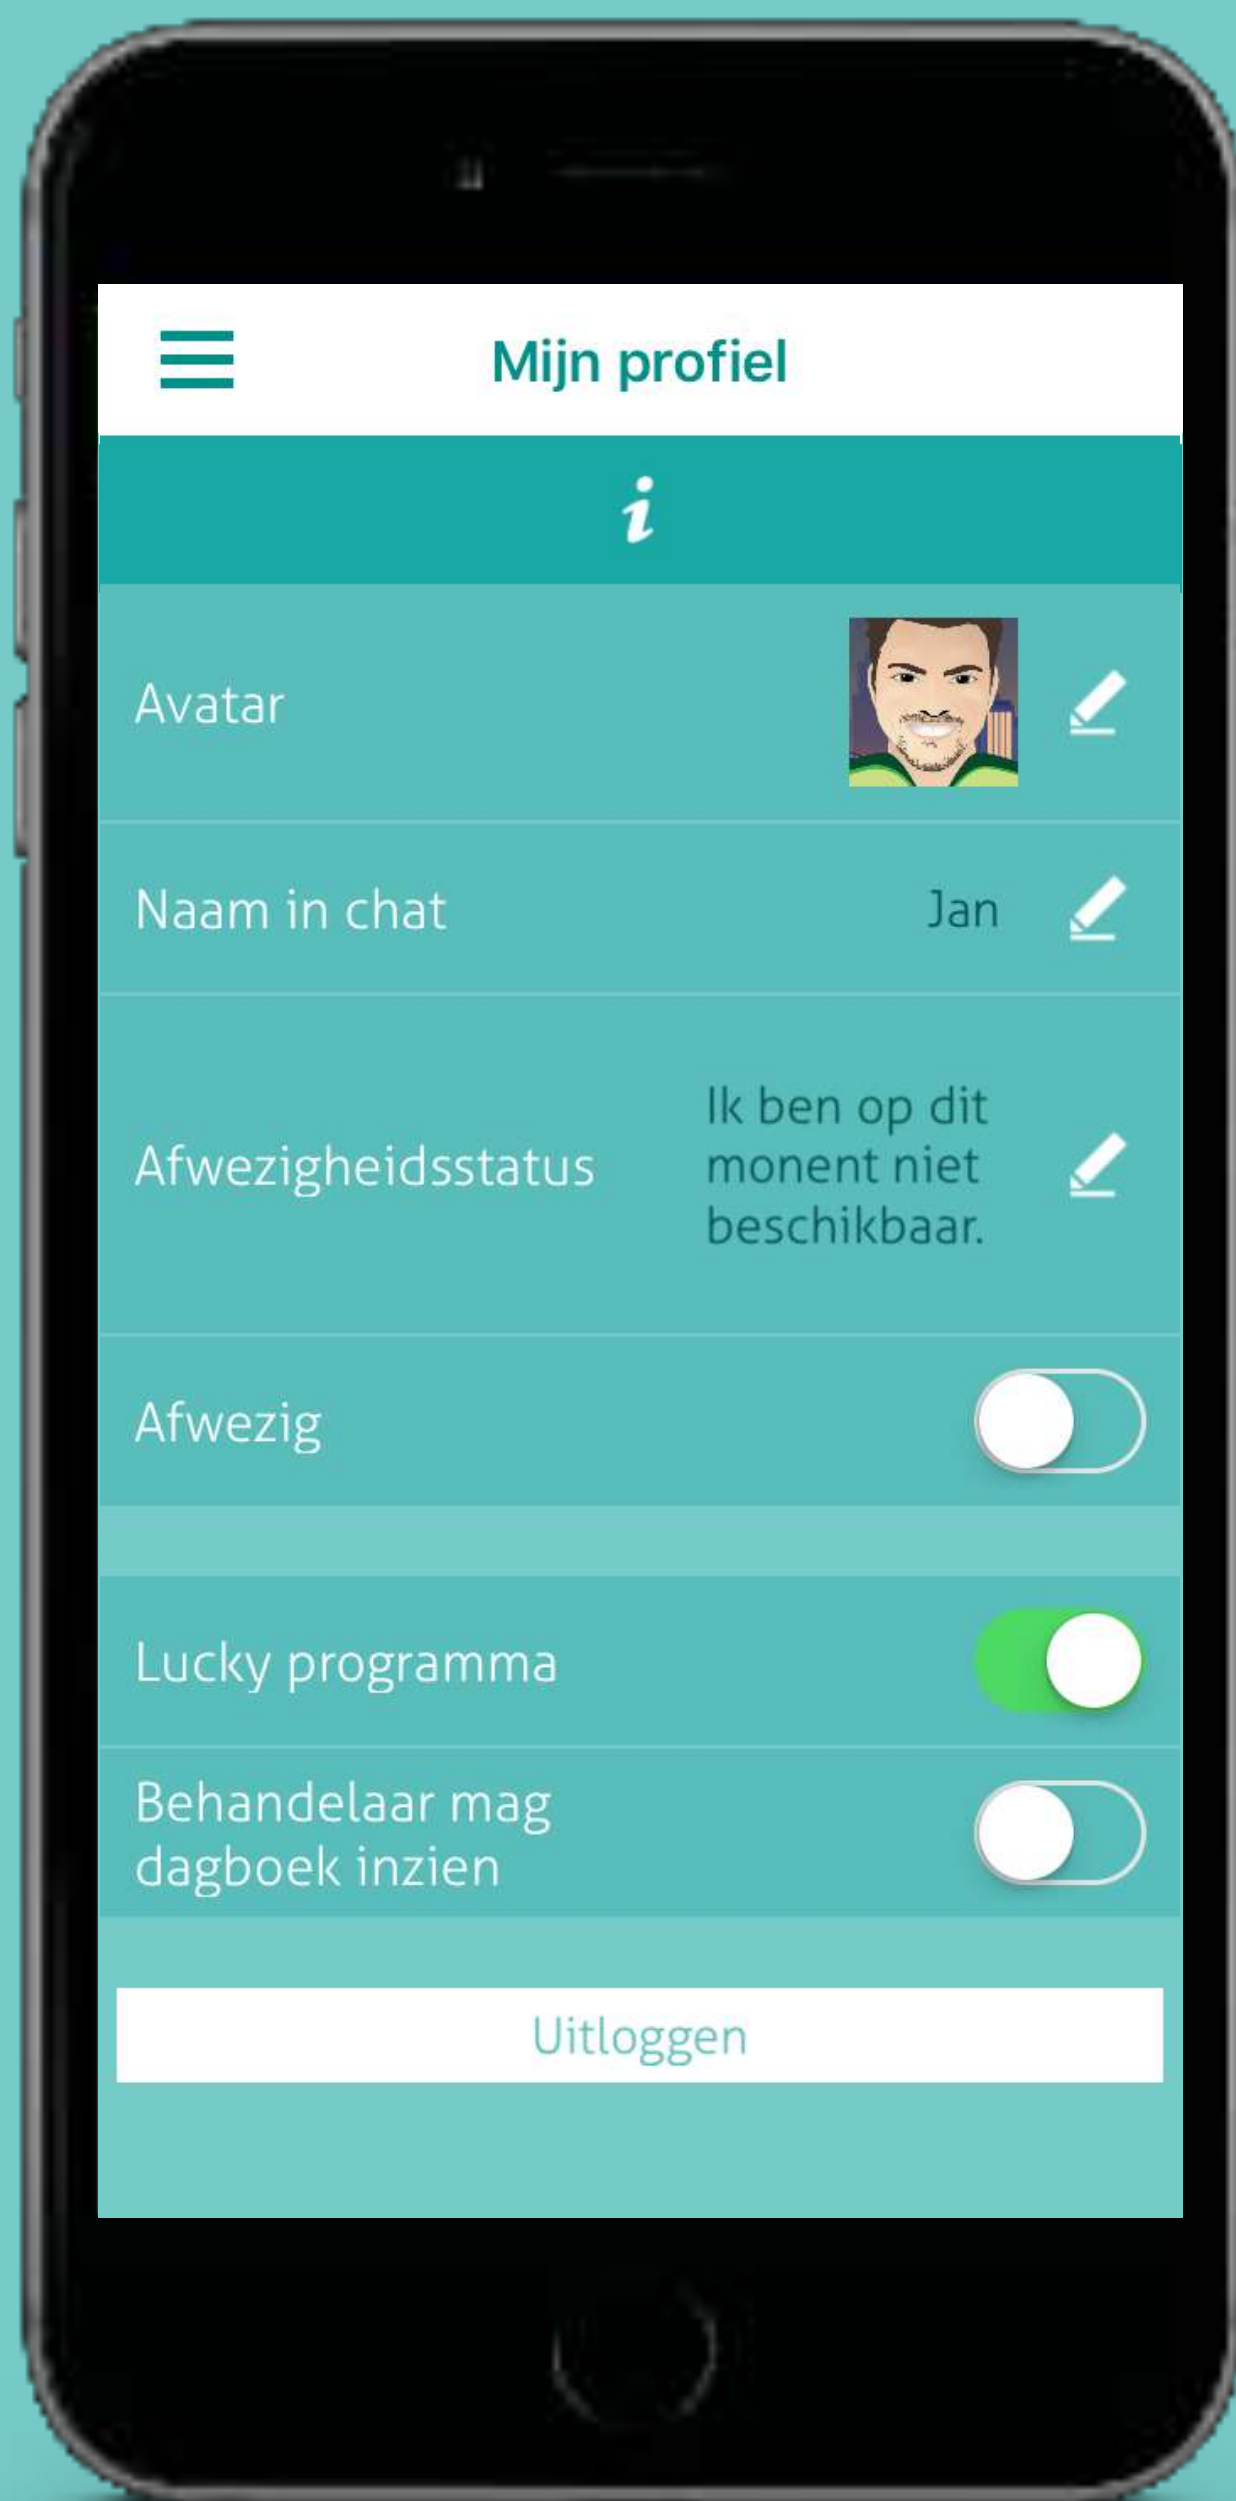 Mijn profiel
i
Avatar
Naam in chat
Jan
Afwezigheidsstatus
Ik ben op dit
monent niet
beschikbaar.
Afwezig
Lucky programma
Behandelaar mag
dagboek inzien
Uitloggen